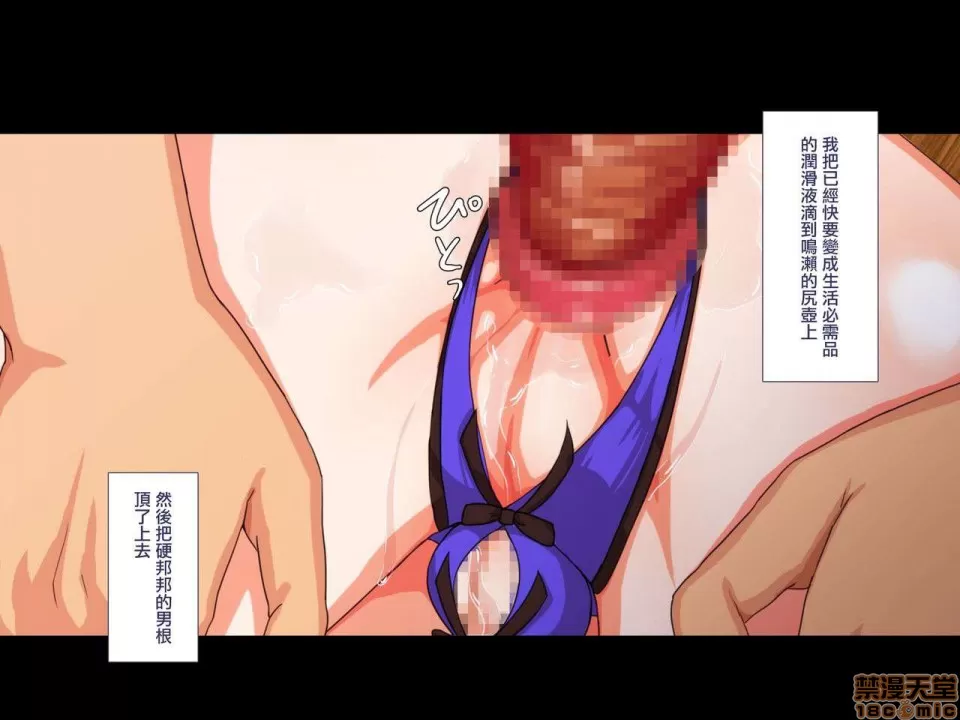 我把已經快要變成生活必需品
的潤滑液滴到鳴瀨的尻壺上
ぴとっ
然後把硬邦邦的男根
頂了上去
禁漫天堂
18comic